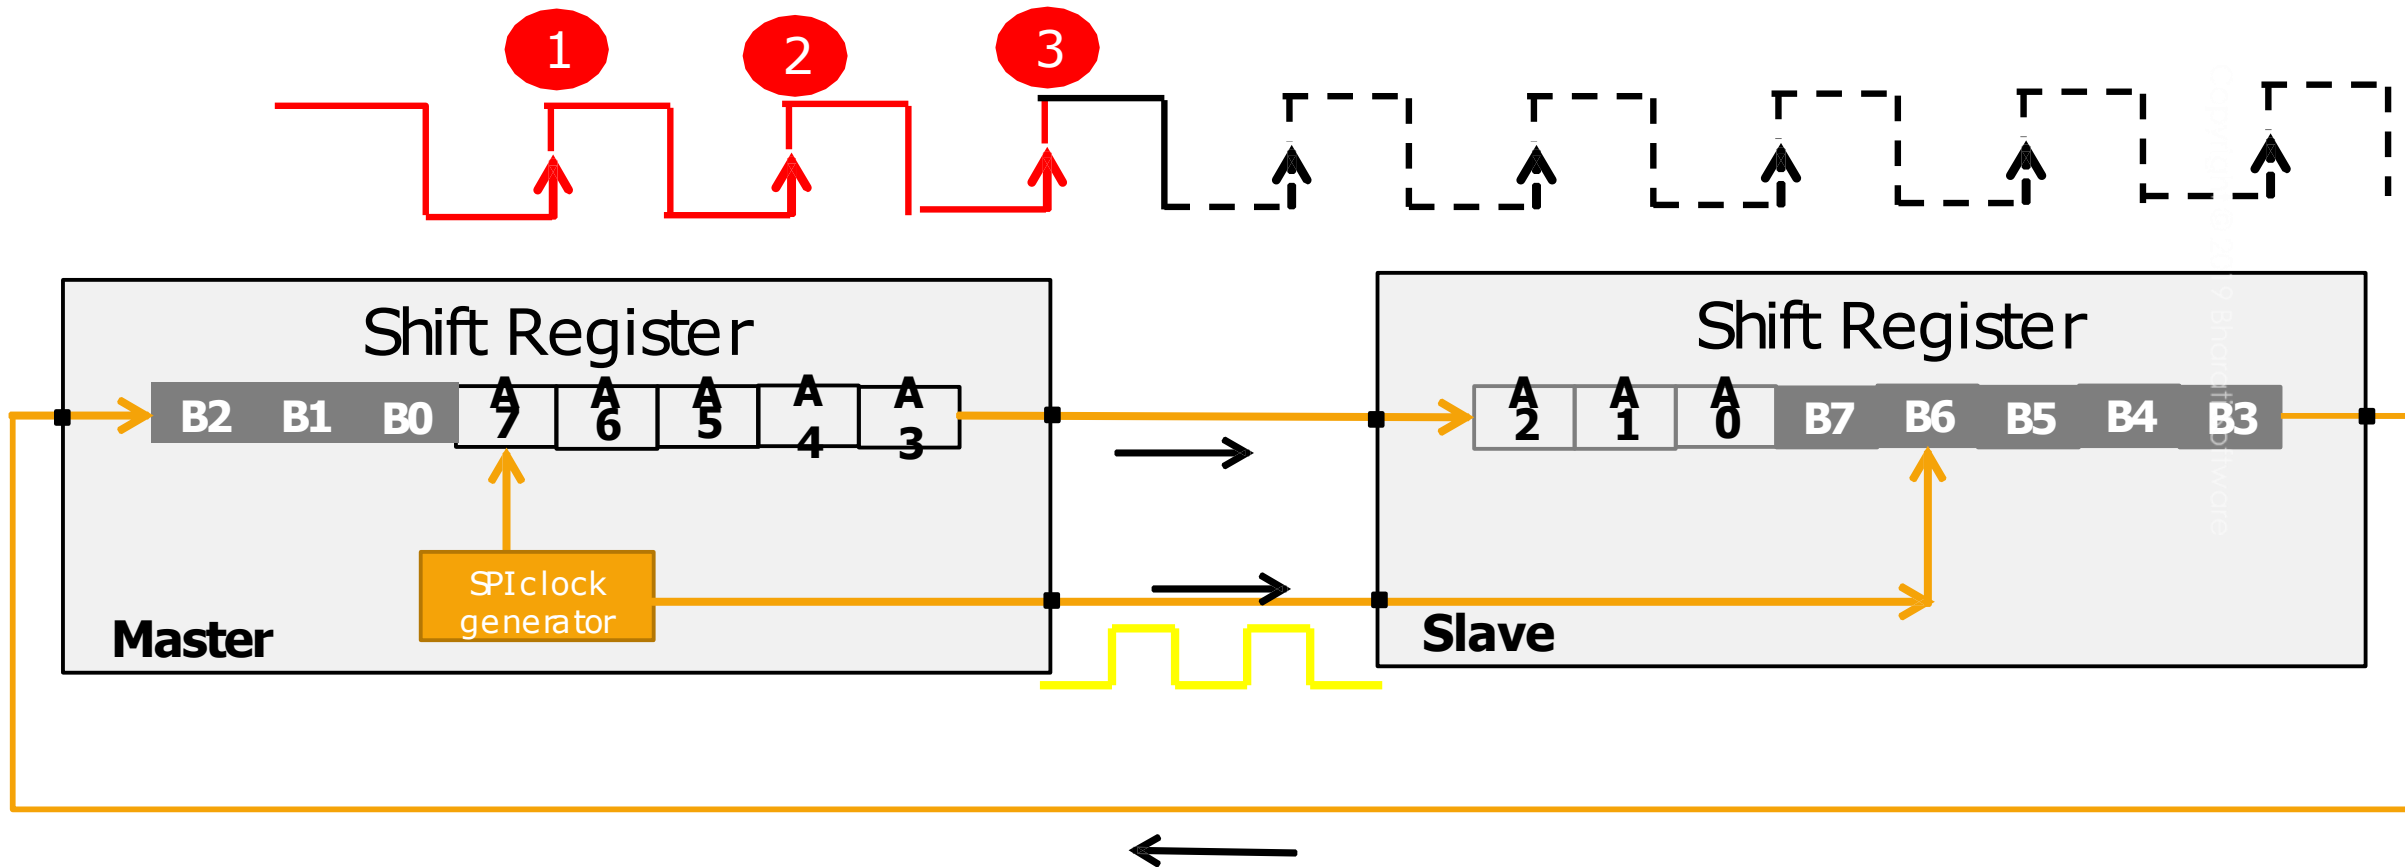 1
2
3
Shift Register
Shift Register
B2 B1 B0 A7 A6 A5 A4 A3
A2 A1 A0 B7 B6 B5 B4 B3
SPI clock
generator
Master
Slave